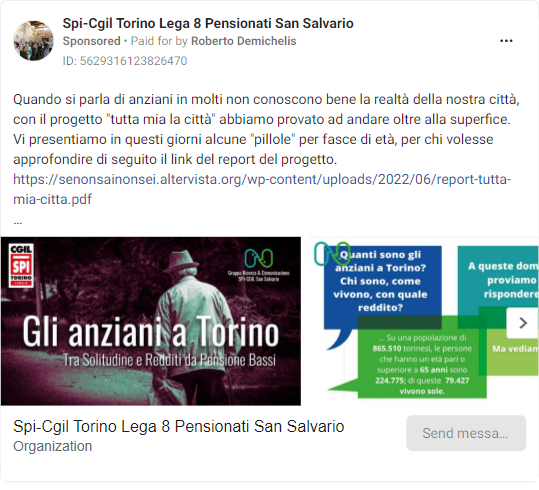 Spi-Cgil Torino Lega 8 Pensionati San Salvario
Sponsored • Paid for by Roberto Demichelis
ID: 5629316123826470
Quando si parla di anziani in molti non conoscono bene la realtà della nostra città,
con il progetto "tutta mia la città" abbiamo provato ad andare oltre alla superfice.
Vi presentiamo in questi giorni alcune "pillole" per fasce di età, per chi volesse
approfondire di seguito il link del report del progetto.
https://senonsainonsei.altervista.org/wp-content/uploads/2022/06/report-tutta-
mia-citta.pdf
...
CGIL
SPI
TORINO
LEGA 8
Gruppo Ricerca & Comunicazione
SPI-CGIL San Salvario
Gli anziani a Torino
Tra Solitudine e Redditi da Pensione Bassi
Quanti sono gli
anziani a Torino?
Chi sono, come
vivono, con quale
reddito?
... Su una popolazione di
865.510 torinesi, le persone
che hanno un età pari o
superiore a 65 anni sono
224.775; di queste 79.427
vivono sole.
A queste dom
proviamo
rispondere
Ma vediam
Spi-Cgil Torino Lega 8 Pensionati San Salvario
Organization
Send messa...